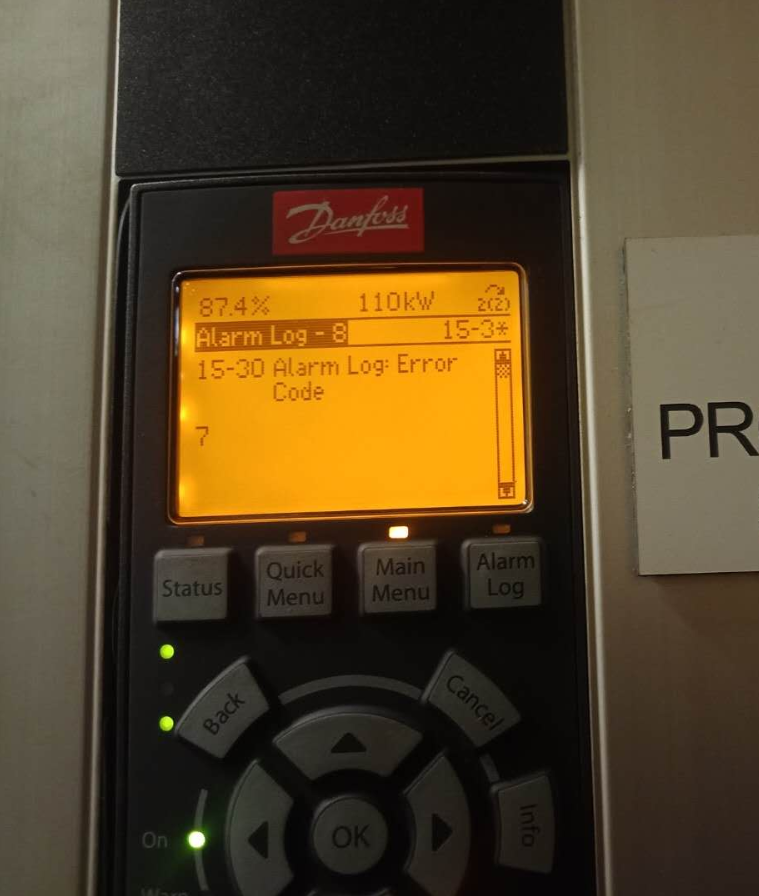 Danfoss
87.4% 110kW 2(2)
Alarm Log - 8 15-3*
15-30 Alarm Log: Error
Code
7
PR
Status
Quick
Menu
Main
Menu
Alarm
Log
Back
Cancel
OK
Info
On
Warn